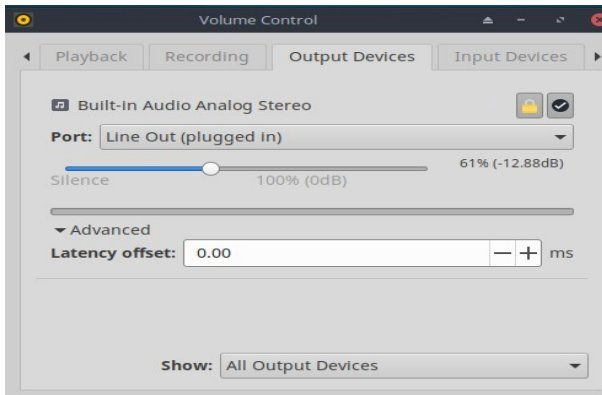 Volume Control
Playback Recording Output Devices Input Devices
Built-in Audio Analog Stereo
Port: Line Out (plugged in)
61% (-12.88dB)
Silence 100% (0dB)
Advanced
Latency offset: 0.00 ms
Show: All Output Devices